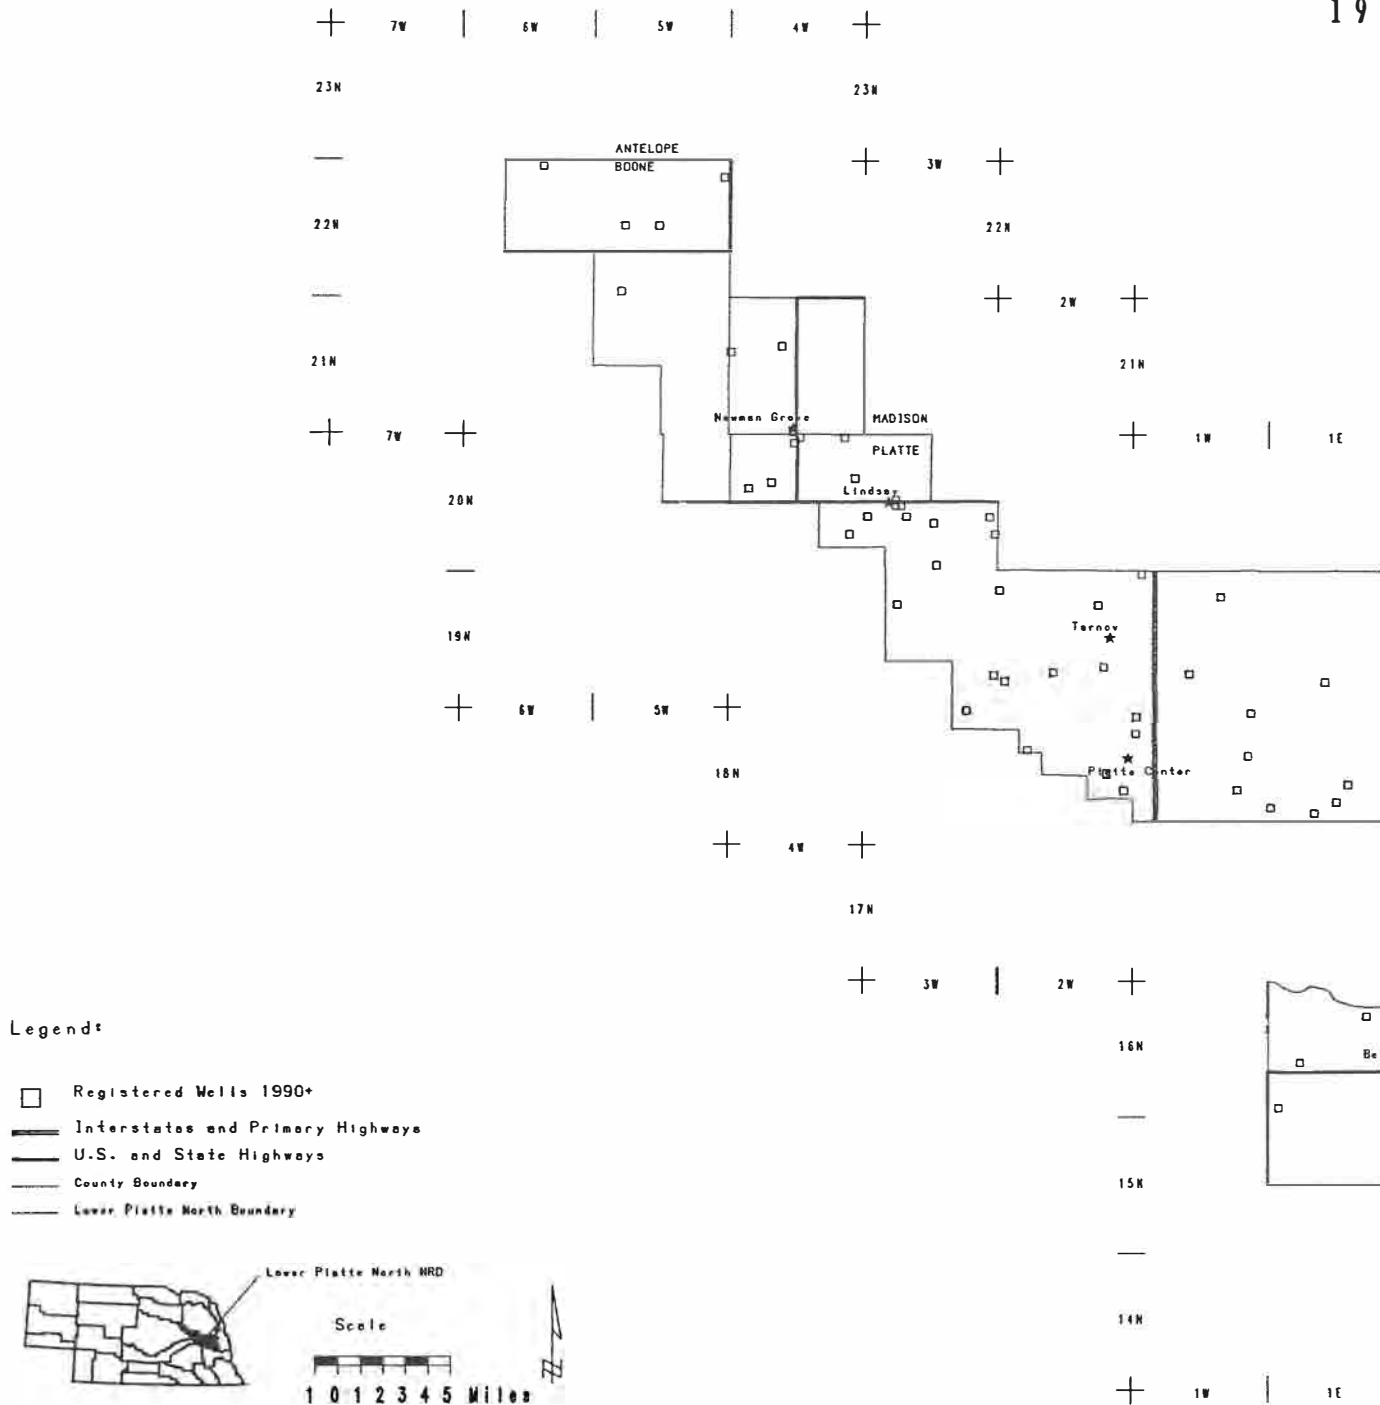 19
7W 6W 5W 4W
23N 23N
ANTELOPE
BOONE
3W
22N 22N
2W
21N 21N
Newman Grove MADISON
7W 1W 1E
PLATTE
Lindsay
20N
Tarnov
19N
6W 5W
Platte Center
18N
4W
17N
3W 2W
Legend:
16N
Be
Registered Wells 1990+
Interstates and Primary Highways
U.S. and State Highways
County Boundary
15N
Lower Platte North Boundary
Lower Platte North NRD
Scale
14N
1 0 1 2 3 4 5 Miles
1W 1E